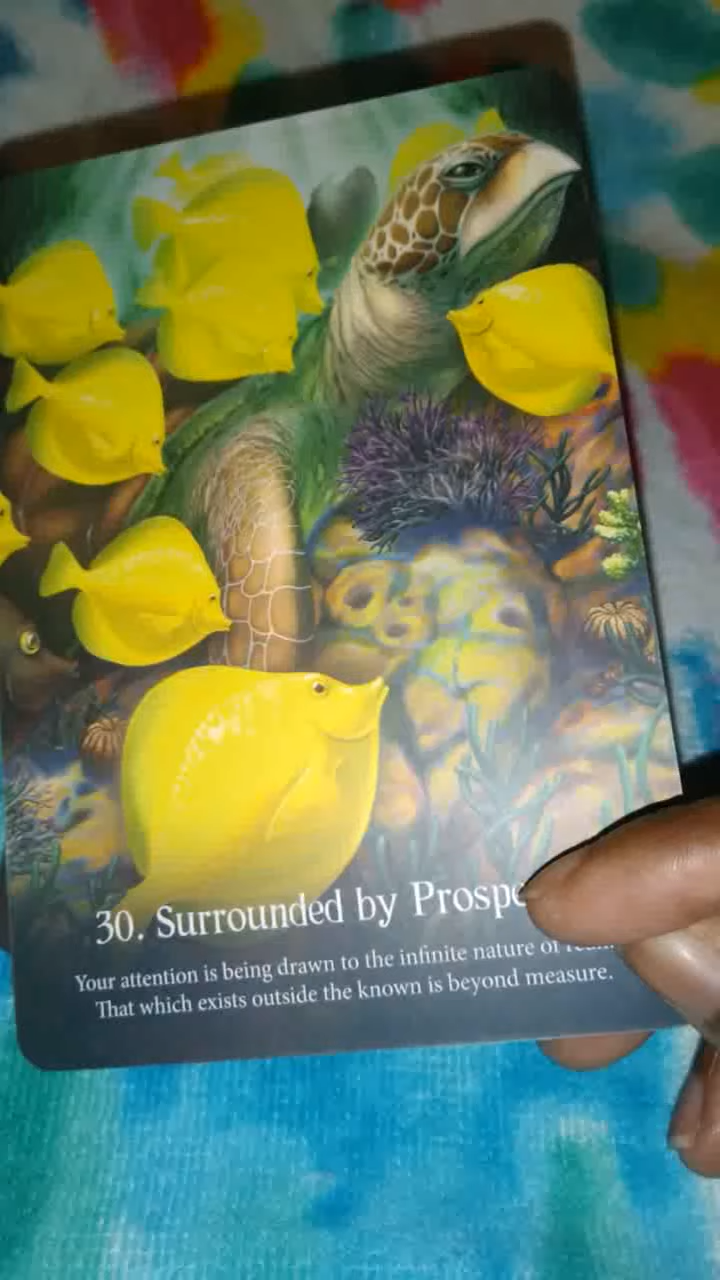 30. Surrounded by
Your attention is being drawn to the infinite nature of
That which exists outside the known is beyond measure.